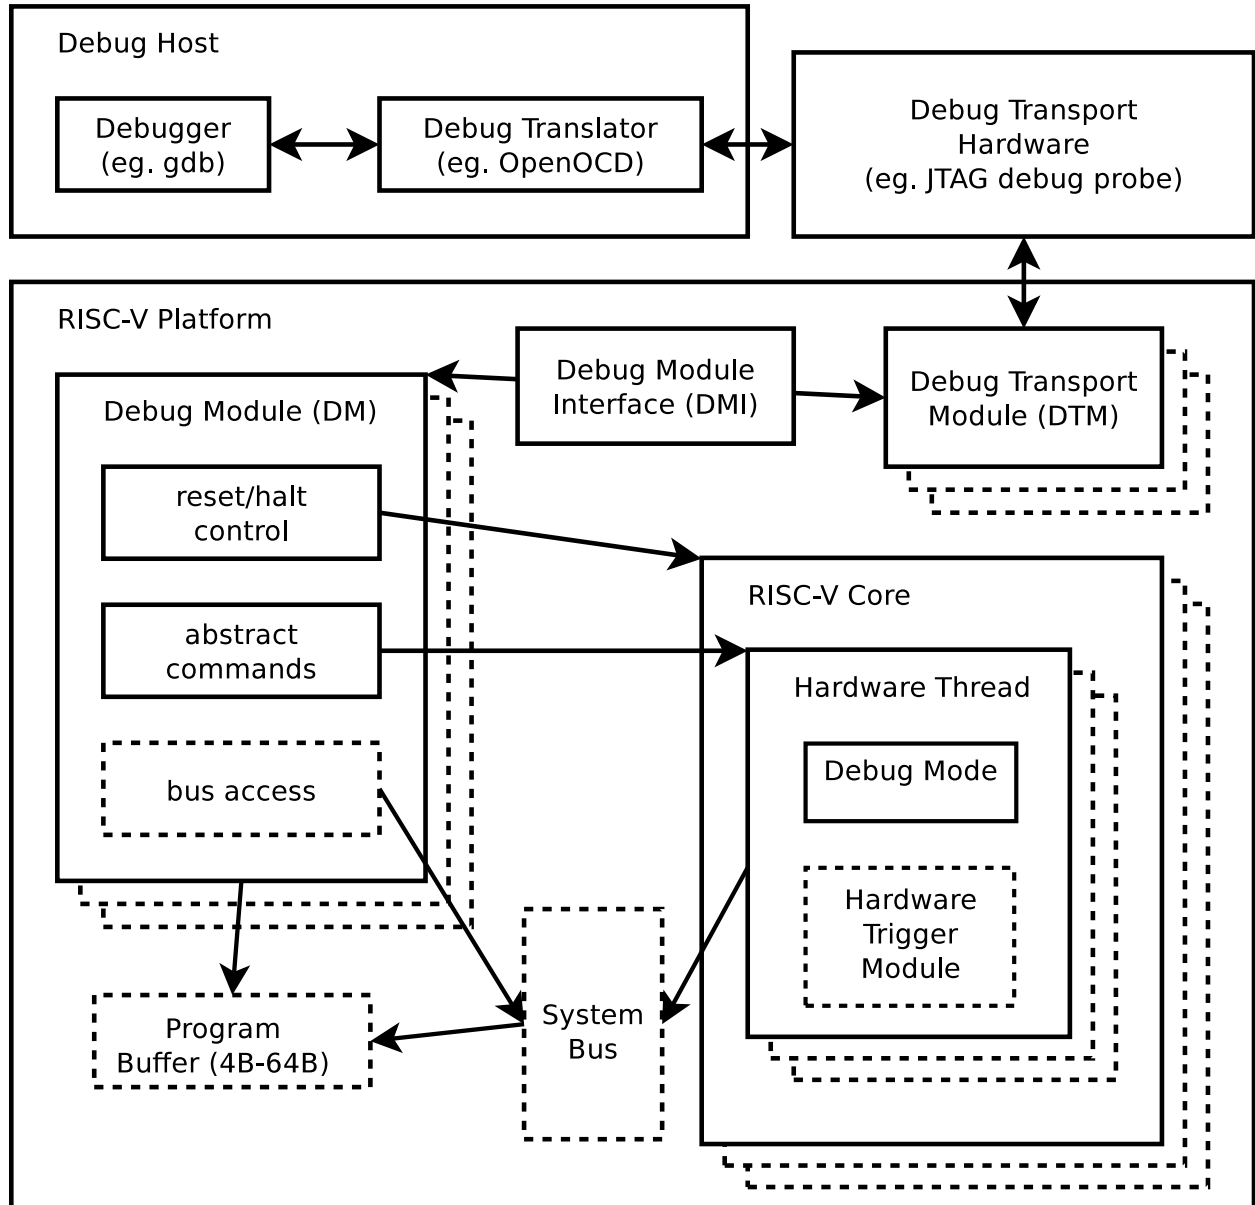 Debug Host
Debugger
(eg. gdb)
Debug Translator
(eg. OpenOCD)
Debug Transport
Hardware
(eg. JTAG debug probe)
RISC-V Platform
Debug Module
Interface (DMI)
Debug Transport
Module (DTM)
Debug Module (DM)
reset/halt
control
abstract
commands
bus access
RISC-V Core
Hardware Thread
Debug Mode
Hardware
Trigger
Module
System
Bus
Program
Buffer (4B-64B)